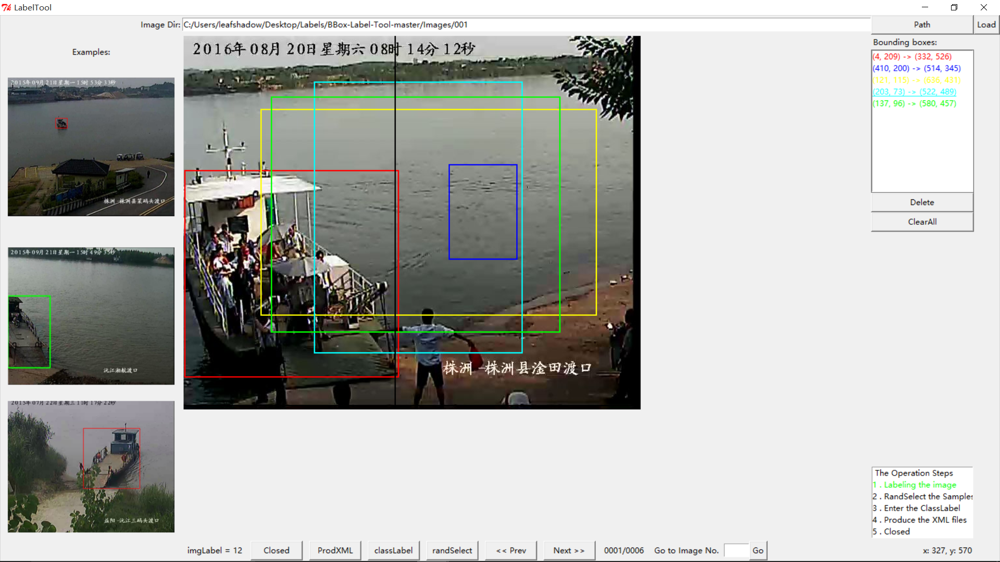 LabelTool
Image Dir: C:/Users/leafshadow/Desktop/Labels/BBox-Label-Tool-master/Images/001 Path Load
Examples:
2015年09月21日星期一15时53分33秒
株洲-株洲县菜码头渡口
2015年09月21日星期一15时49分35秒
沅江湘航渡口
2015年07月22日星期三11时17分22秒
益阳-沅江三码头渡口
2016年08月20日星期六08时14分12秒
株洲-株洲县淦田渡口
Bounding boxes:
(4, 209) -> (332, 526)
(410, 200) -> (514, 345)
(121, 115) -> (636, 431)
(203, 73) -> (522, 489)
(137, 96) -> (580, 457)
Delete
ClearAll
The Operation Steps
1 . Labeling the image
2 . RandSelect the Samples
3 . Enter the ClassLabel
4 . Produce the XML files
5 . Closed
imgLabel = 12 Closed ProdXML classLabel randSelect << Prev Next >> 0001/0006 Go to Image No. Go x: 327, y: 570